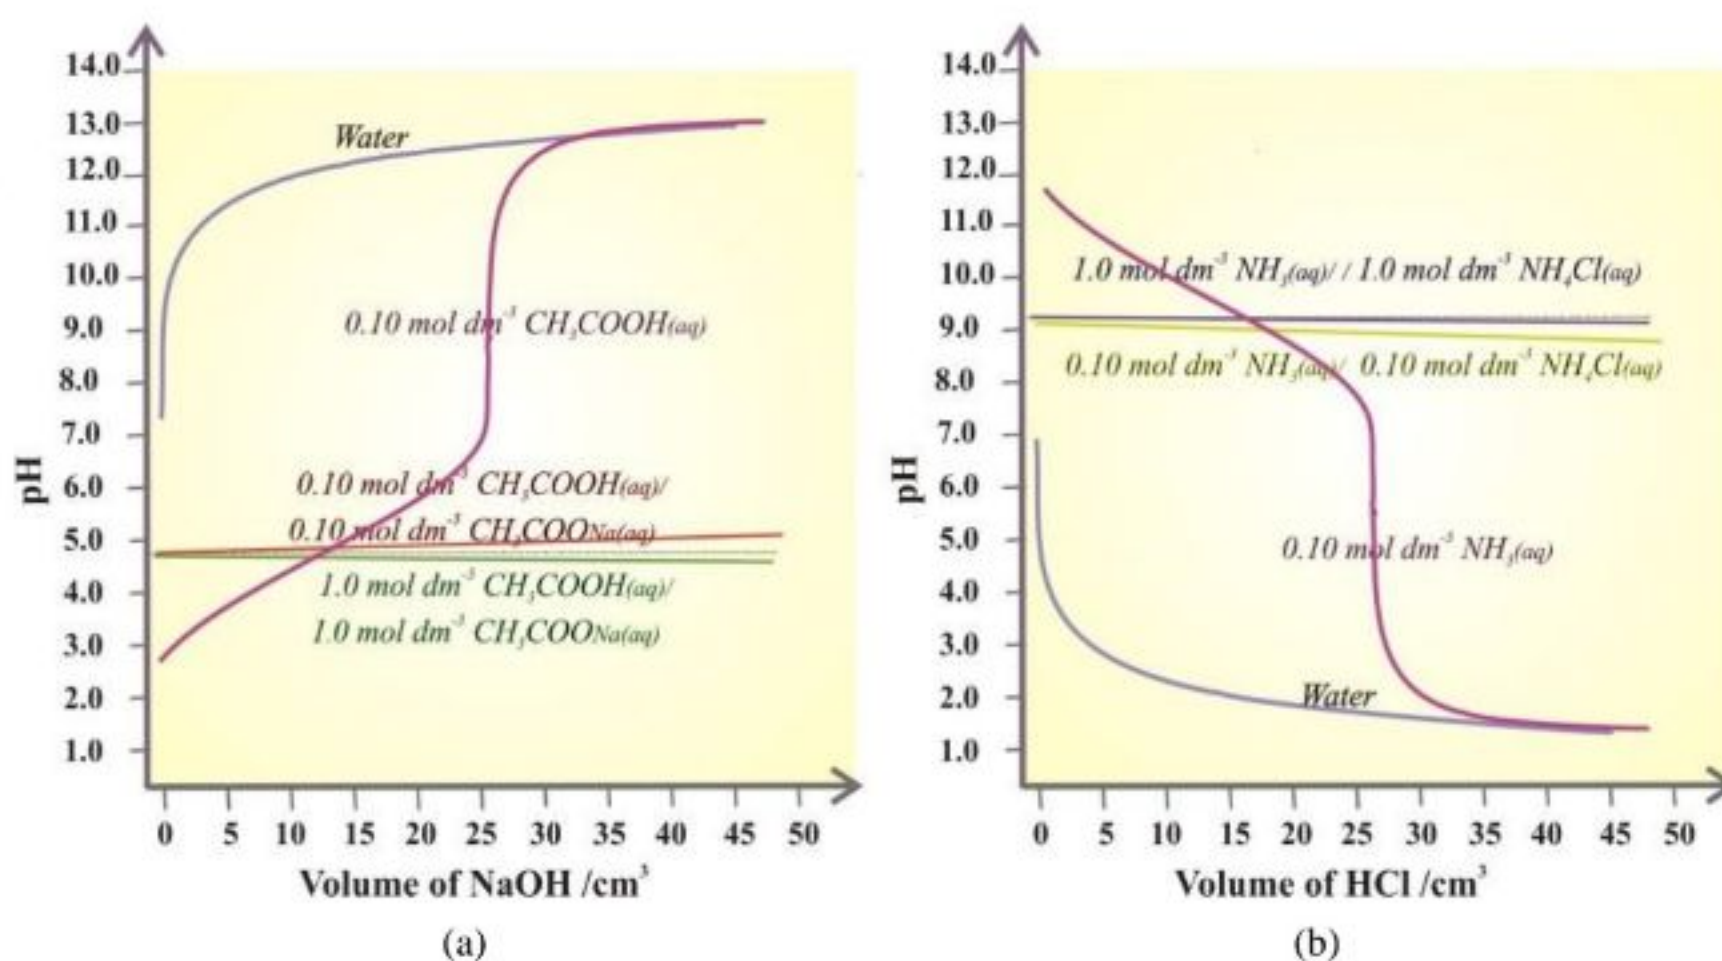 14.0
13.0
12.0
11.0
10.0
9.0
8.0
7.0
6.0
5.0
4.0
3.0
2.0
1.0
pH
Water
0.10 mol dm⁻³ CH₃COOH(aq)
0.10 mol dm⁻³ CH₃COOH(aq)/
0.10 mol dm⁻³ CH₃COONa(aq)
1.0 mol dm⁻³ CH₃COOH(aq)/
1.0 mol dm⁻³ CH₃COONa(aq)
0 5 10 15 20 25 30 35 40 45 50
Volume of NaOH /cm³
(a)
14.0
13.0
12.0
11.0
10.0
9.0
8.0
7.0
6.0
5.0
4.0
3.0
2.0
1.0
pH
1.0 mol dm⁻³ NH₃(aq)/ / 1.0 mol dm⁻³ NH₄Cl(aq)
0.10 mol dm⁻³ NH₃(aq)/ 0.10 mol dm⁻³ NH₄Cl(aq)
0.10 mol dm⁻³ NH₃(aq)
Water
0 5 10 15 20 25 30 35 40 45 50
Volume of HCl /cm³
(b)